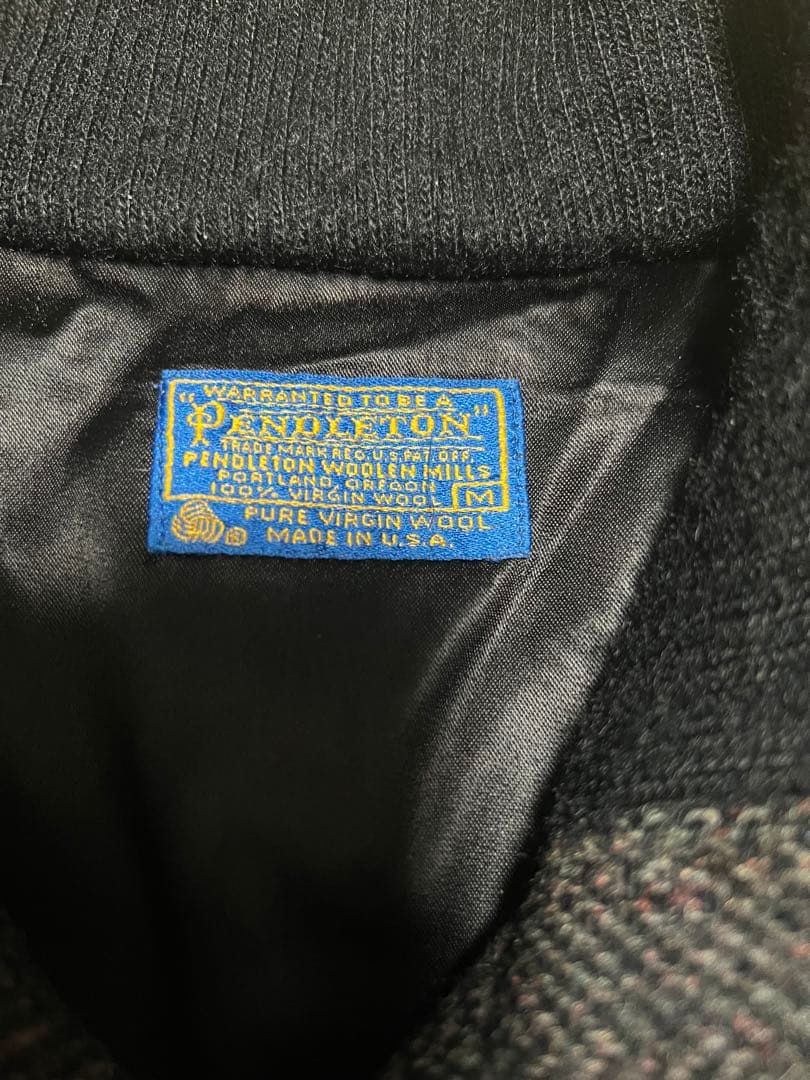 WARRANTED TO BE A
"PENDLETON"
TRADE MARK REG. U.S. PAT. OFF.
PENDLETON WOOLEN MILLS
PORTLAND, OREGON
100% VIRGIN WOOL M
PURE VIRGIN WOOL
MADE IN U.S.A.